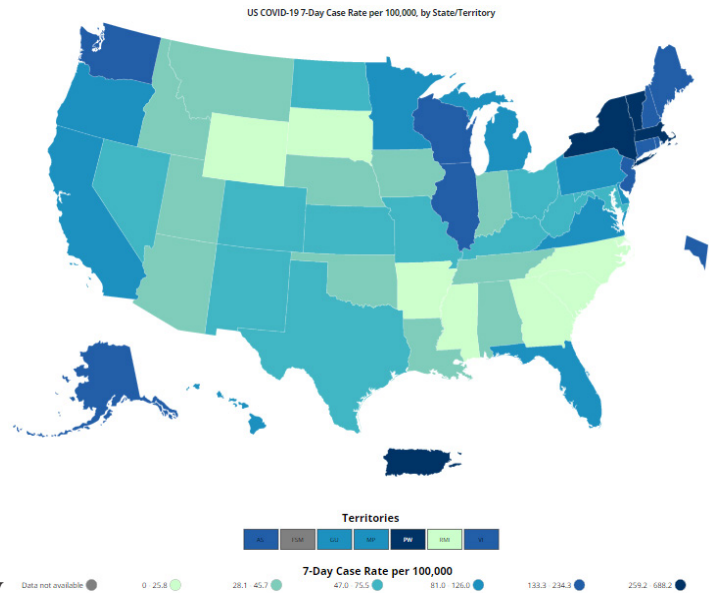 US COVID-19 7-Day Case Rate per 100,000, by State/Territory
Territories
AS FSM GU MP PW RMI VI
7-Day Case Rate per 100,000
Data not available 0 - 25.8 28.1 - 45.7 47.0 - 75.5 81.0 - 126.0 133.3 - 234.3 259.2 - 688.2